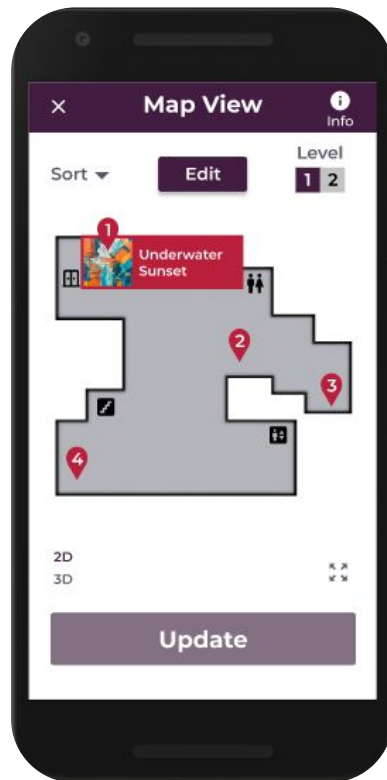 × Map View i
Info
Sort Edit Level
1 2
1
Underwater
Sunset
2
3
4
2D
3D
Update